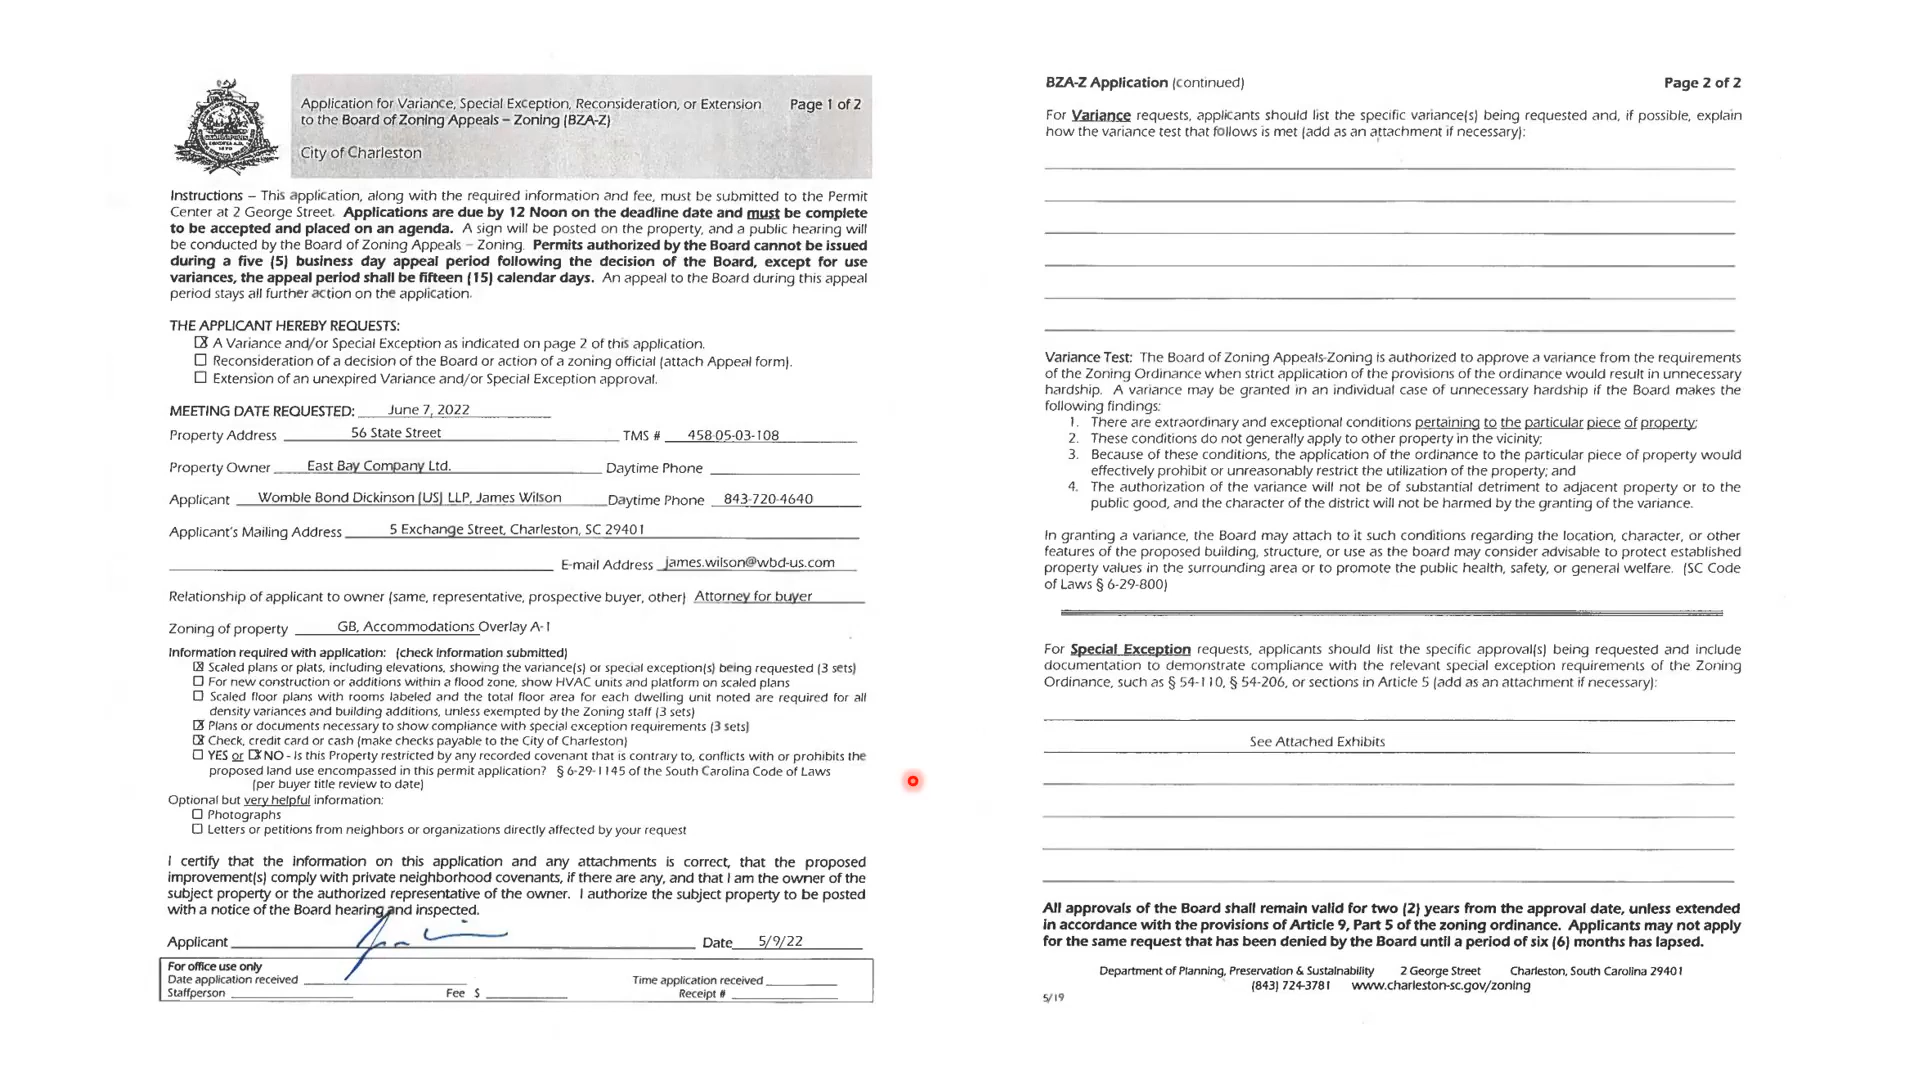 Application for Variance, Special Exception, Reconsideration, or Extension Page 1 of 2
to the Board of Zoning Appeals – Zoning (BZA-Z)
City of Charleston
Instructions – This application, along with the required information and fee, must be submitted to the Permit
Center at 2 George Street. Applications are due by 12 Noon on the deadline date and must be complete
to be accepted and placed on an agenda. A sign will be posted on the property, and a public hearing will
be conducted by the Board of Zoning Appeals – Zoning. Permits authorized by the Board cannot be issued
during a five (5) business day appeal period following the decision of the Board, except for use
variances, the appeal period shall be fifteen (15) calendar days. An appeal to the Board during this appeal
period stays all further action on the application.
THE APPLICANT HEREBY REQUESTS:
☒ A Variance and/or Special Exception as indicated on page 2 of this application.
☐ Reconsideration of a decision of the Board or action of a zoning official (attach Appeal form).
☐ Extension of an unexpired Variance and/or Special Exception approval.
MEETING DATE REQUESTED: June 7, 2022
Property Address 56 State Street TMS # 458-05-03-108
Property Owner East Bay Company Ltd. Daytime Phone
Applicant Womble Bond Dickinson (US) LLP, James Wilson Daytime Phone 843-720-4640
Applicant's Mailing Address 5 Exchange Street, Charleston, SC 29401
E-mail Address james.wilson@wbd-us.com
Relationship of applicant to owner (same, representative, prospective buyer, other) Attorney for buyer
Zoning of property GB, Accommodations Overlay A-1
Information required with application: (check information submitted)
☒ Scaled plans or plats, including elevations, showing the variance(s) or special exception(s) being requested (3 sets)
☐ For new construction or additions within a flood zone, show HVAC units and platform on scaled plans
☐ Scaled floor plans with rooms labeled and the total floor area for each dwelling unit noted are required for all
density variances and building additions, unless exempted by the Zoning staff (3 sets)
☒ Plans or documents necessary to show compliance with special exception requirements (3 sets)
☒ Check, credit card or cash (make checks payable to the City of Charleston)
☐ YES or ☒ NO - Is this Property restricted by any recorded covenant that is contrary to, conflicts with or prohibits the
proposed land use encompassed in this permit application? § 6-29-1145 of the South Carolina Code of Laws
(per buyer title review to date)
Optional but very helpful information:
☐ Photographs
☐ Letters or petitions from neighbors or organizations directly affected by your request
I certify that the information on this application and any attachments is correct, that the proposed
improvement(s) comply with private neighborhood covenants, if there are any, and that I am the owner of the
subject property or the authorized representative of the owner. I authorize the subject property to be posted
with a notice of the Board hearing and inspected.
Applicant Date 5/9/22
For office use only
Date application received Time application received
Staffperson Fee $ Receipt #
BZA-Z Application (continued) Page 2 of 2
For Variance requests, applicants should list the specific variance(s) being requested and, if possible, explain
how the variance test that follows is met (add as an attachment if necessary):
Variance Test: The Board of Zoning Appeals-Zoning is authorized to approve a variance from the requirements
of the Zoning Ordinance when strict application of the provisions of the ordinance would result in unnecessary
hardship. A variance may be granted in an individual case of unnecessary hardship if the Board makes the
following findings:
1. There are extraordinary and exceptional conditions pertaining to the particular piece of property;
2. These conditions do not generally apply to other property in the vicinity;
3. Because of these conditions, the application of the ordinance to the particular piece of property would
effectively prohibit or unreasonably restrict the utilization of the property; and
4. The authorization of the variance will not be of substantial detriment to adjacent property or to the
public good, and the character of the district will not be harmed by the granting of the variance.
In granting a variance, the Board may attach to it such conditions regarding the location, character, or other
features of the proposed building, structure, or use as the board may consider advisable to protect established
property values in the surrounding area or to promote the public health, safety, or general welfare. (SC Code
of Laws § 6-29-800)
For Special Exception requests, applicants should list the specific approval(s) being requested and include
documentation to demonstrate compliance with the relevant special exception requirements of the Zoning
Ordinance, such as § 54-110, § 54-206, or sections in Article 5 (add as an attachment if necessary):
See Attached Exhibits
All approvals of the Board shall remain valid for two (2) years from the approval date, unless extended
in accordance with the provisions of Article 9, Part 5 of the zoning ordinance. Applicants may not apply
for the same request that has been denied by the Board until a period of six (6) months has lapsed.
Department of Planning, Preservation & Sustainability 2 George Street Charleston, South Carolina 29401
(843) 724-3781 www.charleston-sc.gov/zoning
5/19